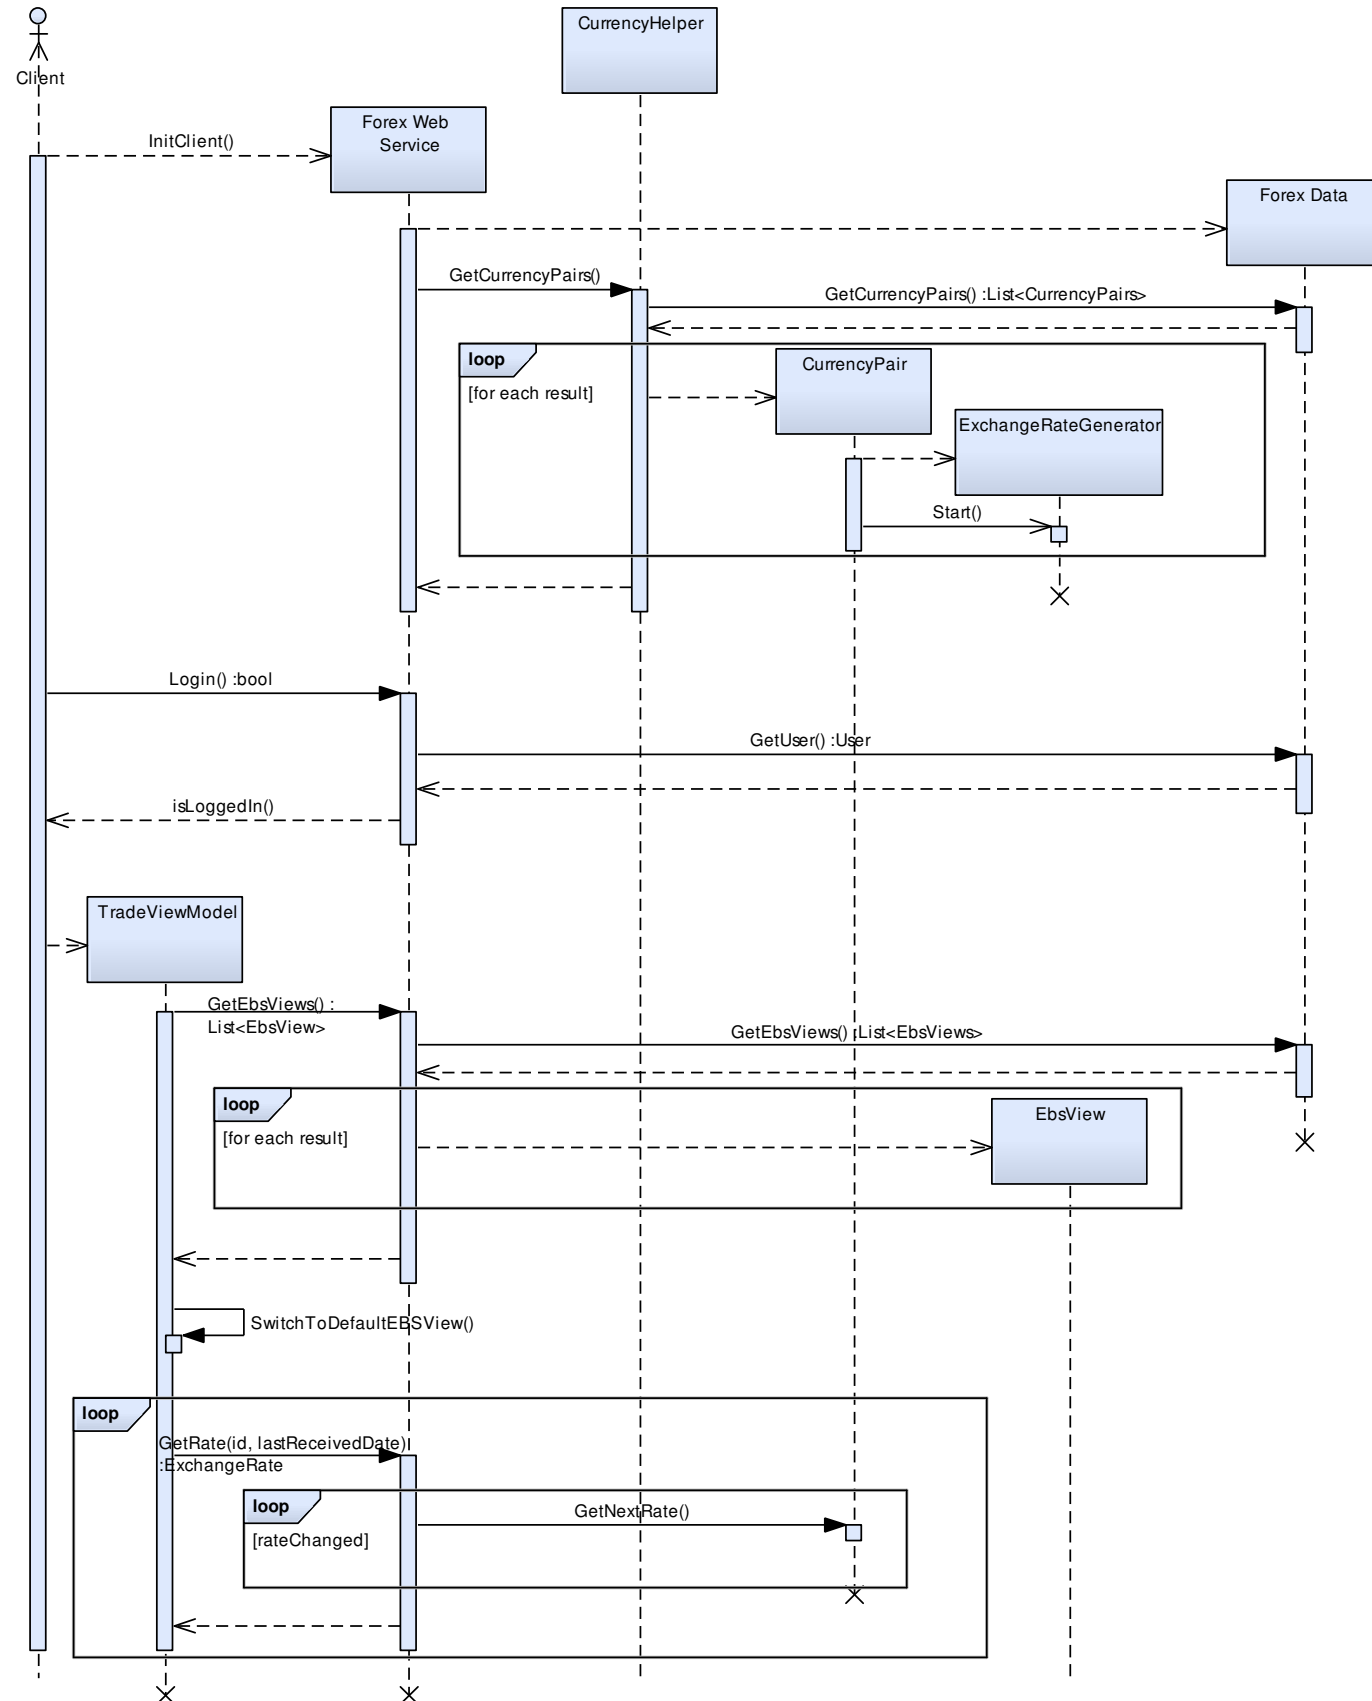 CurrencyHelper
Client
Forex Web
Service
InitClient()
Forex Data
GetCurrencyPairs()
GetCurrencyPairs() :List<CurrencyPairs>
loop
[for each result]
CurrencyPair
ExchangeRateGenerator
Start()
Login() :bool
GetUser() :User
isLoggedIn()
TradeViewModel
GetEbsViews() :
List<EbsView>
GetEbsViews() :List<EbsViews>
loop
[for each result]
EbsView
SwitchToDefaultEBSView()
loop
GetRate(id, lastReceivedDate)
:ExchangeRate
loop
[rateChanged]
GetNextRate()